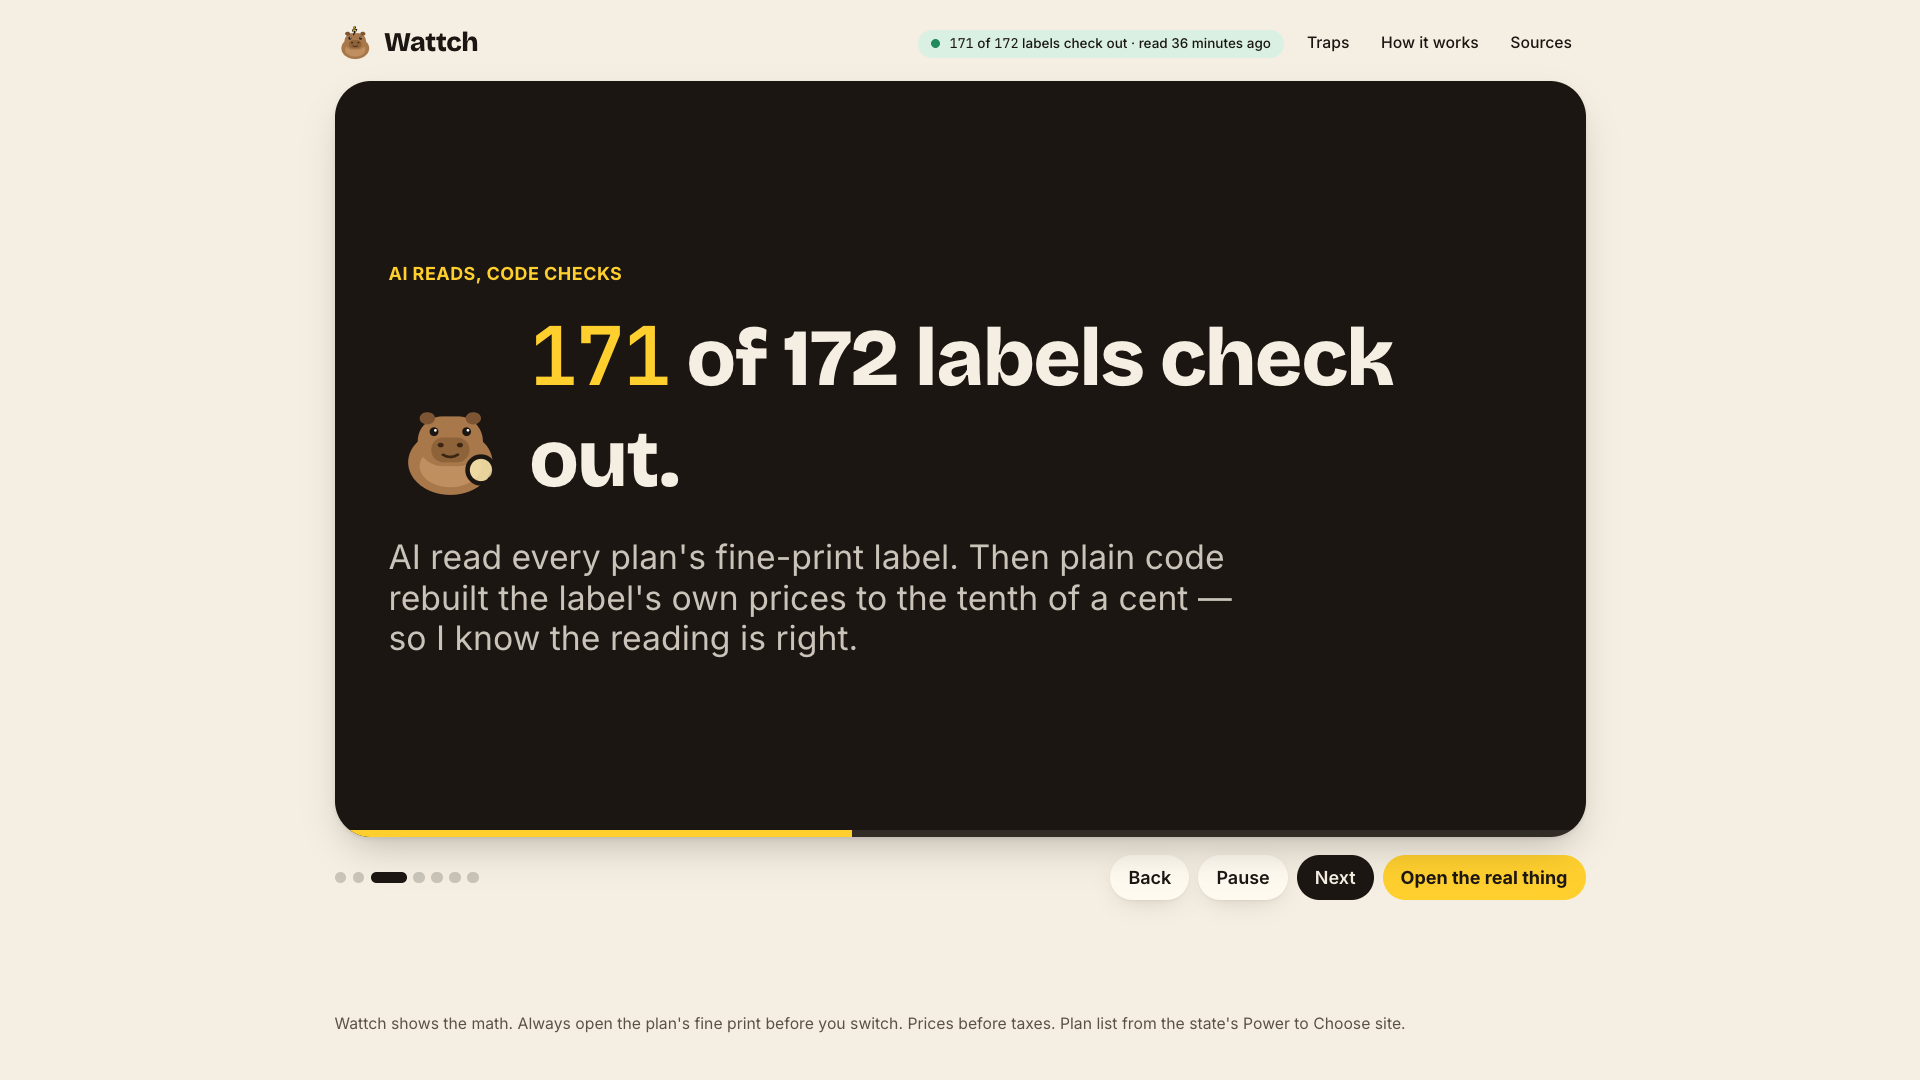 Wattch
171 of 172 labels check out · read 36 minutes ago
Traps
How it works
Sources
AI READS, CODE CHECKS
171 of 172 labels check
out.
AI read every plan's fine-print label. Then plain code
rebuilt the label's own prices to the tenth of a cent —
so I know the reading is right.
Back
Pause
Next
Open the real thing
Wattch shows the math. Always open the plan's fine print before you switch. Prices before taxes. Plan list from the state's Power to Choose site.